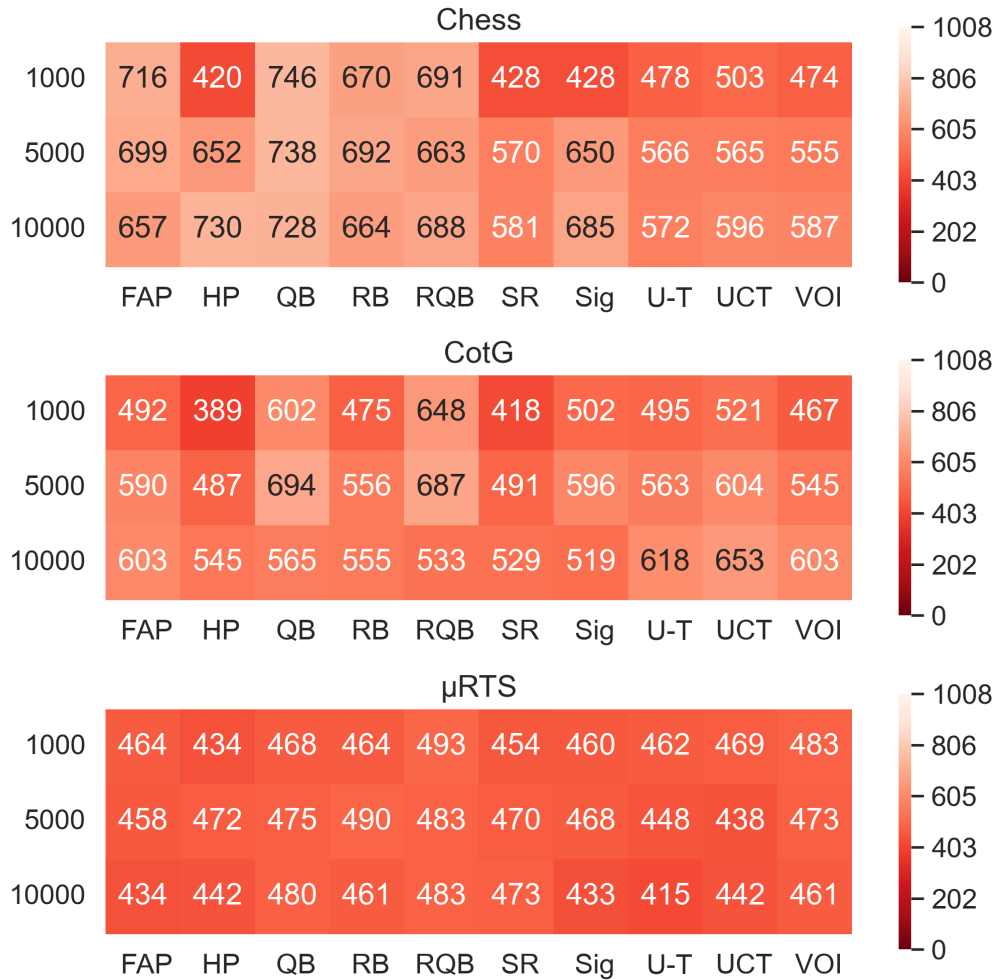 Chess
1000 716 420 746 670 691 428 428 478 503 474
5000 699 652 738 692 663 570 650 566 565 555
10000 657 730 728 664 688 581 685 572 596 587
FAP HP QB RB RQB SR Sig U-T UCT VOI
1008
806
605
403
202
0
CotG
1000 492 389 602 475 648 418 502 495 521 467
5000 590 487 694 556 687 491 596 563 604 545
10000 603 545 565 555 533 529 519 618 653 603
FAP HP QB RB RQB SR Sig U-T UCT VOI
1008
806
605
403
202
0
μRTS
1000 464 434 468 464 493 454 460 462 469 483
5000 458 472 475 490 483 470 468 448 438 473
10000 434 442 480 461 483 473 433 415 442 461
FAP HP QB RB RQB SR Sig U-T UCT VOI
1008
806
605
403
202
0